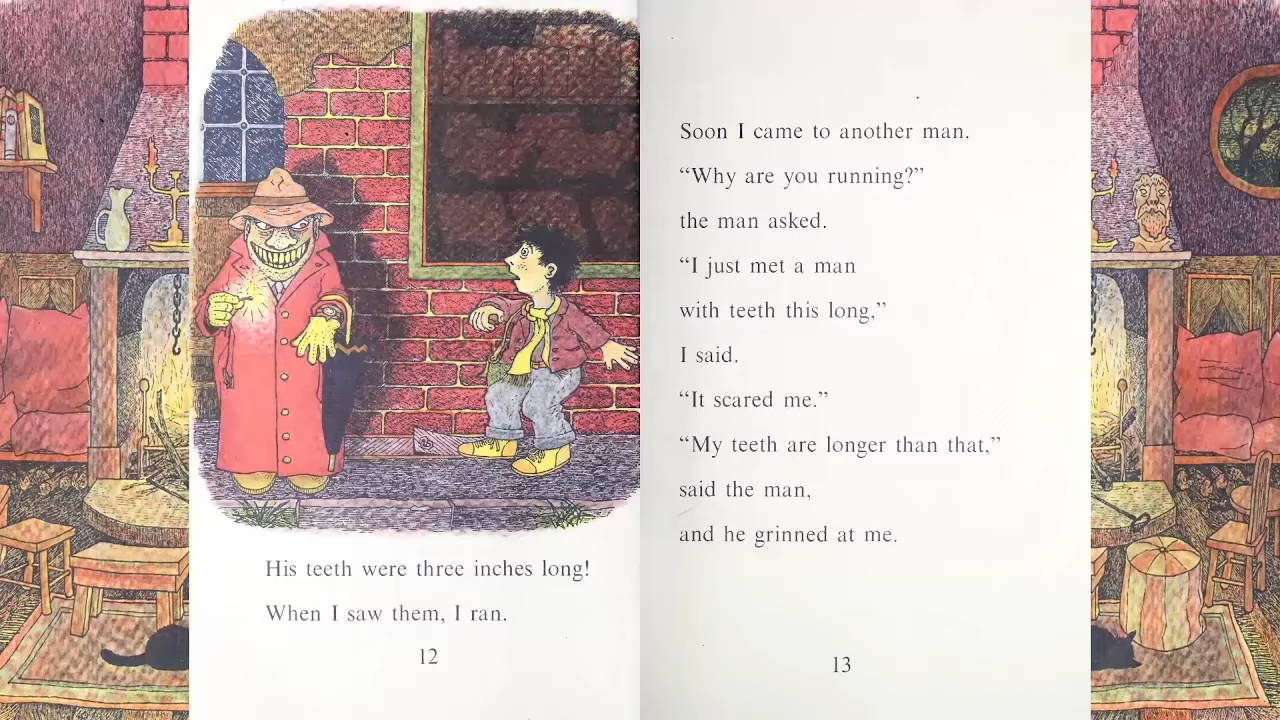 His teeth were three inches long!
When I saw them, I ran.
12
Soon I came to another man.
“Why are you running?”
the man asked.
“I just met a man
with teeth this long,”
I said.
“It scared me.”
“My teeth are longer than that,”
said the man,
and he grinned at me.
13